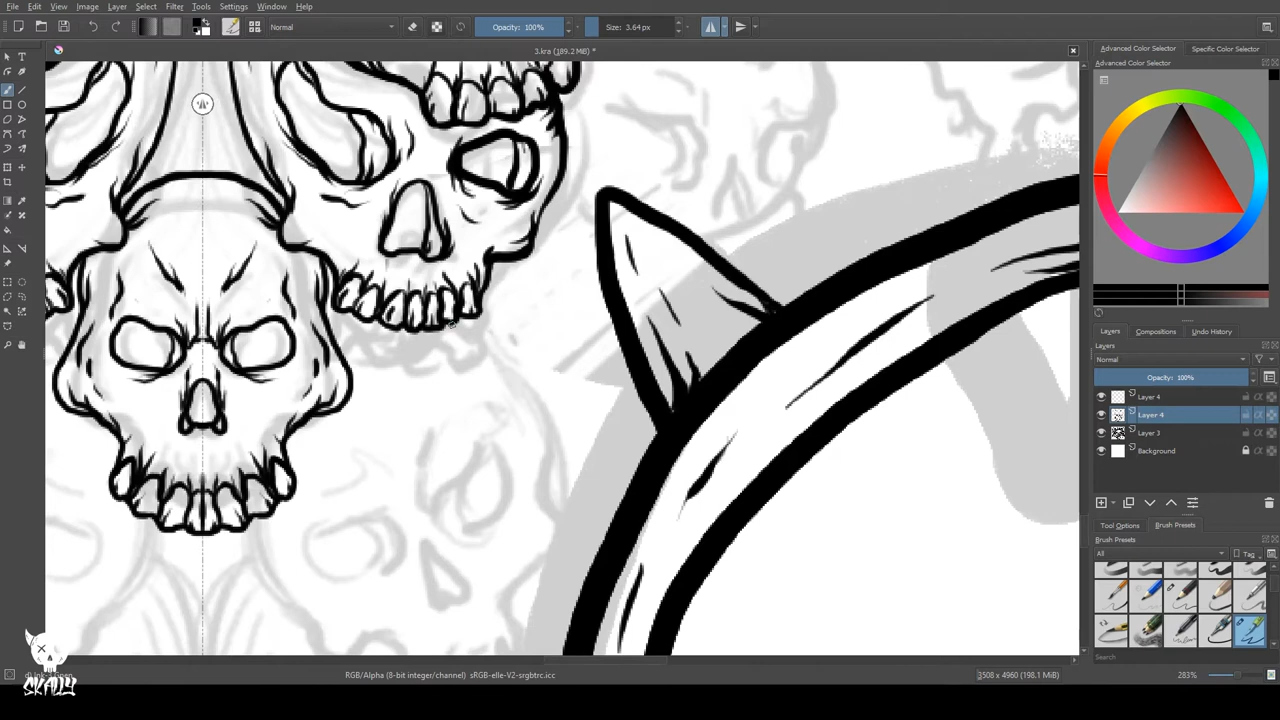 File Edit View Image Layer Select Filter Tools Settings Window Help
Normal Opacity: 100% Size: 3.64 px
3.kra (189.2 MiB) *
Advanced Color Selector Specific Color Selector
Advanced Color Selector
Layers Compositions Undo History
Layers
Normal
Opacity: 100%
Layer 4
Layer 4
Layer 3
Background
Tool Options Brush Presets
Brush Presets
All Tag
Search
SKALLY
RGB/Alpha (8-bit integer/channel) sRGB-elle-V2-srgbtrc.icc
3508 x 4960 (198.1 MiB)
283%